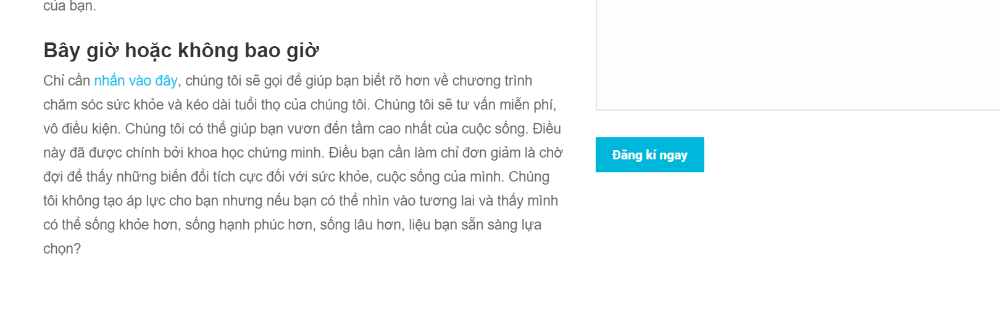 của bạn.
Bây giờ hoặc không bao giờ
Chỉ cần nhấn vào đây, chúng tôi sẽ gọi để giúp bạn biết rõ hơn về chương trình
chăm sóc sức khỏe và kéo dài tuổi thọ của chúng tôi. Chúng tôi sẽ tư vấn miễn phí,
vô điều kiện. Chúng tôi có thể giúp bạn vươn đến tầm cao nhất của cuộc sống. Điều
này đã được chính bởi khoa học chứng minh. Điều bạn cần làm chỉ đơn giảm là chờ
đợi để thấy những biến đổi tích cực đối với sức khỏe, cuộc sống của mình. Chúng
tôi không tạo áp lực cho bạn nhưng nếu bạn có thể nhìn vào tương lai và thấy mình
có thể sống khỏe hơn, sống hạnh phúc hơn, sống lâu hơn, liệu bạn sẵn sàng lựa
chọn?
Đăng kí ngay